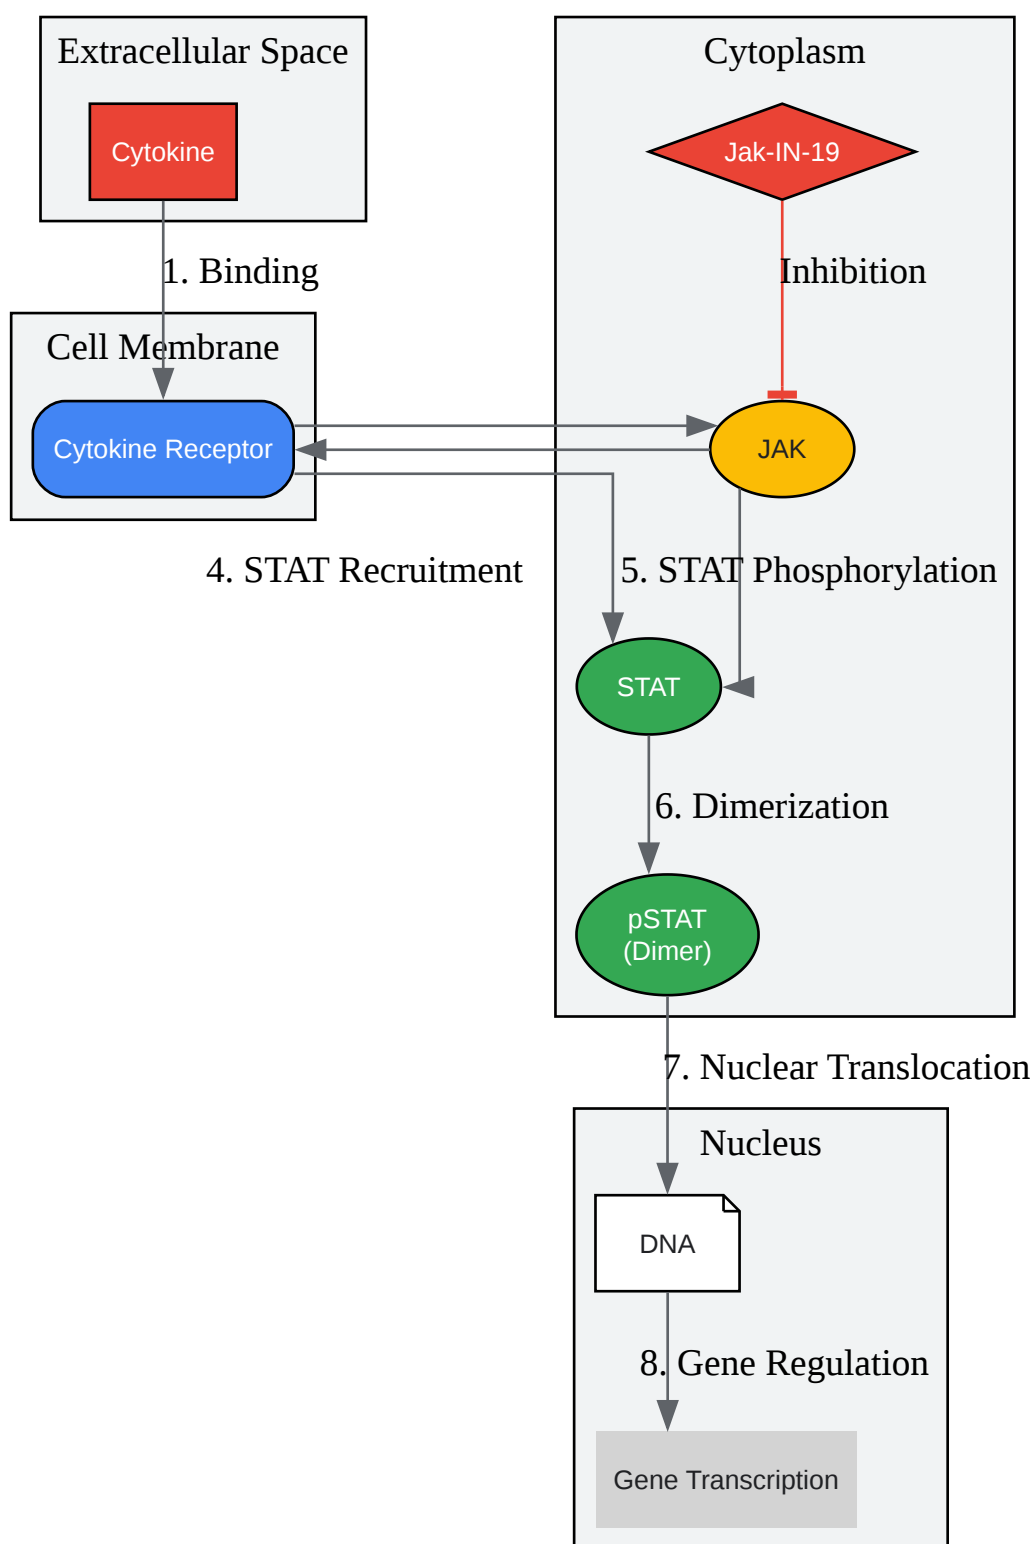 Extracellular Space
Cytoplasm
Cytokine
Jak-IN-19
1. Binding
Inhibition
Cell Membrane
Cytokine Receptor
JAK
4. STAT Recruitment
5. STAT Phosphorylation
STAT
6. Dimerization
pSTAT
(Dimer)
7. Nuclear Translocation
Nucleus
DNA
8. Gene Regulation
Gene Transcription